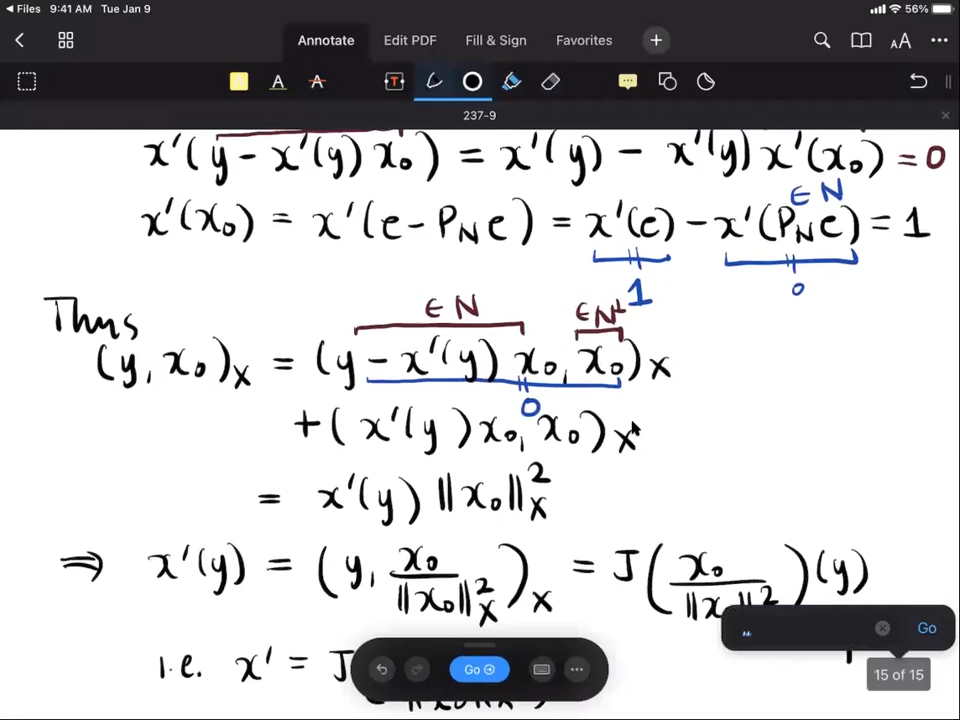 Files 9:41 AM Tue Jan 9 56%
Annotate Edit PDF Fill & Sign Favorites
237-9
x'(y - x'(y) x₀) = x'(y) - x'(y) x'(x₀) = 0
∈ N
x'(x₀) = x'(e - P_N e) = x'(e) - x'(P_N e) = 1
1 0
∈ N ∈ N⊥
Thus
(y, x₀)_X = (y - x'(y) x₀, x₀)_X
0
+ (x'(y) x₀, x₀)_X
= x'(y) ||x₀||²_X
⇒ x'(y) = (y, x₀/||x₀||²_X)_X = J(x₀/||x₀||²)(y)
Go
i.e. x' = J
Go
15 of 15